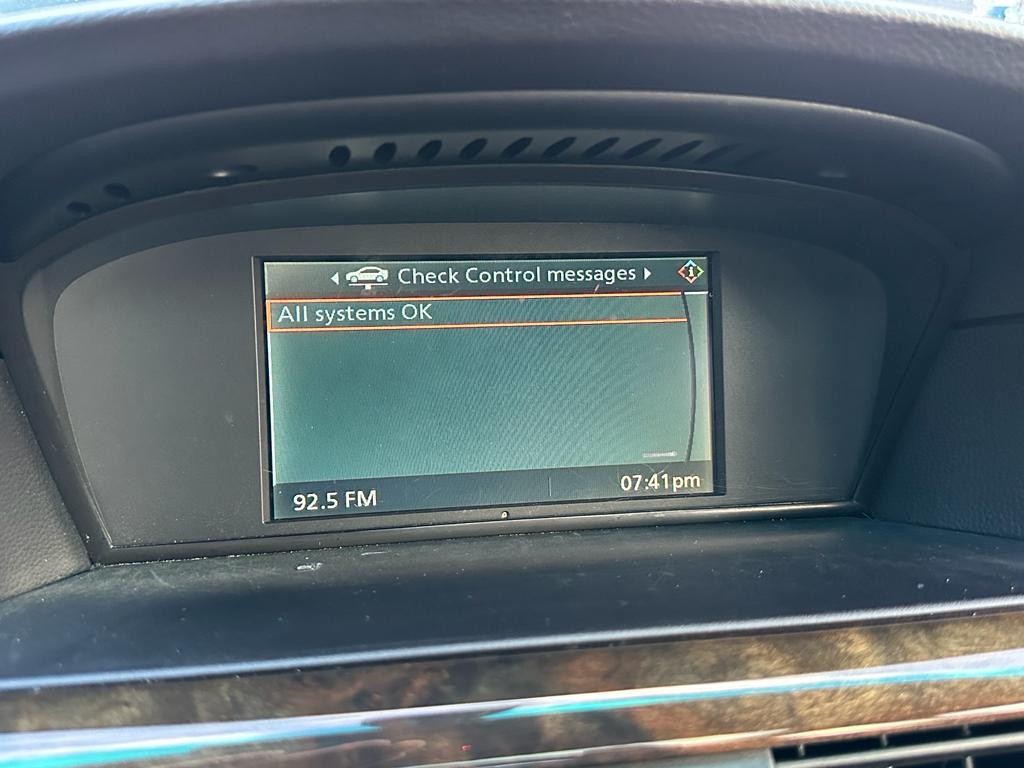 Check Control messages
All systems OK
92.5 FM
07:41pm